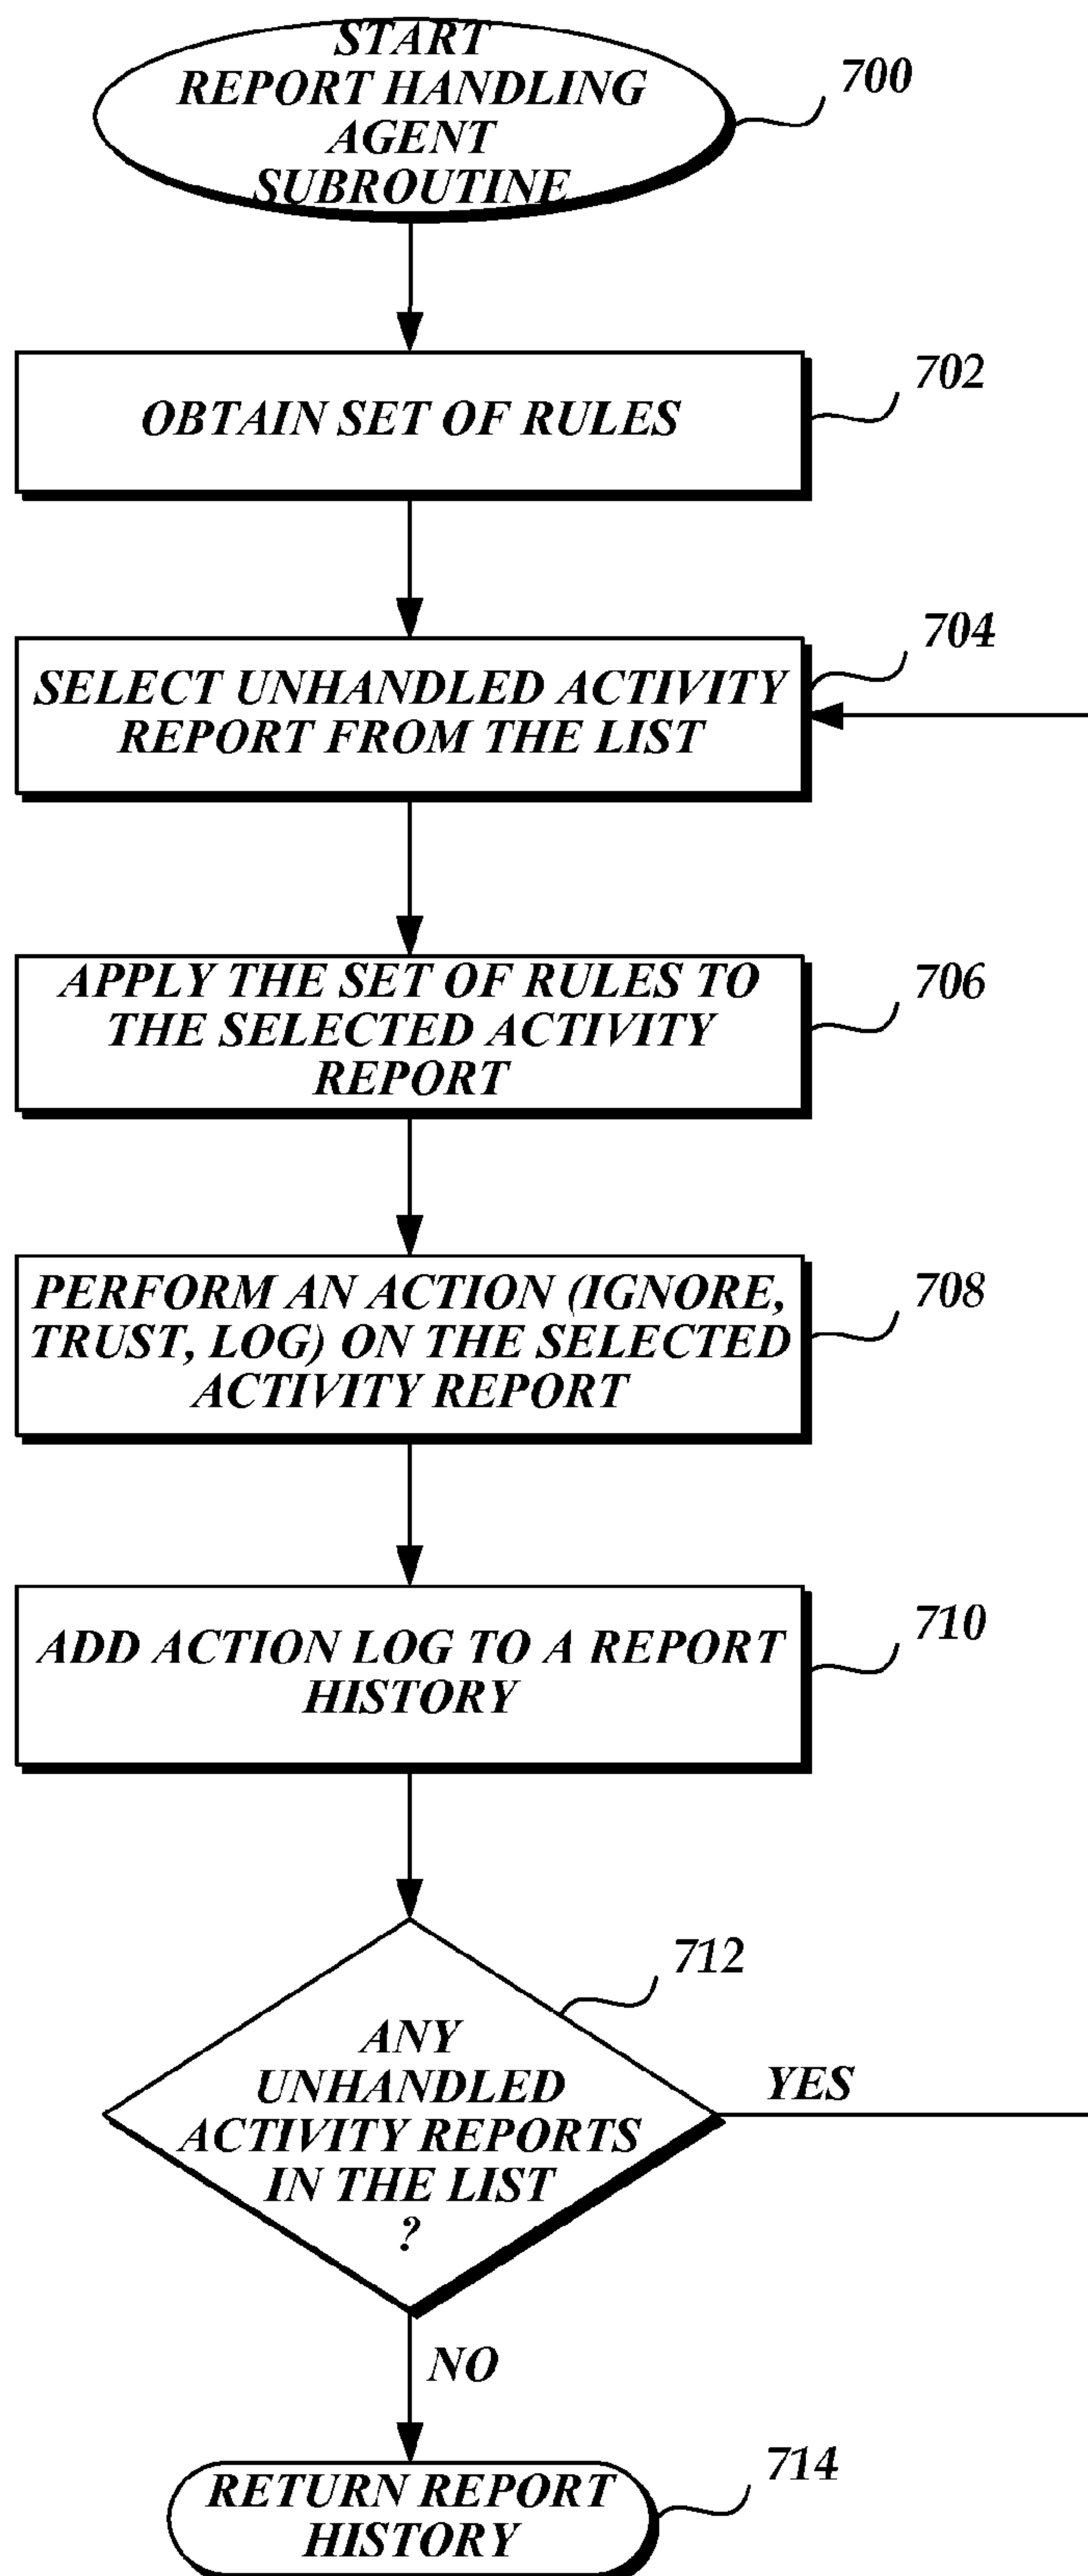 START
REPORT HANDLING
AGENT
SUBROUTINE
700
OBTAIN SET OF RULES
702
SELECT UNHANDLED ACTIVITY
REPORT FROM THE LIST
704
APPLY THE SET OF RULES TO
THE SELECTED ACTIVITY
REPORT
706
PERFORM AN ACTION (IGNORE,
TRUST, LOG) ON THE SELECTED
ACTIVITY REPORT
708
ADD ACTION LOG TO A REPORT
HISTORY
710
ANY
UNHANDLED
ACTIVITY REPORTS
IN THE LIST
?
712
YES
NO
RETURN REPORT
HISTORY
714